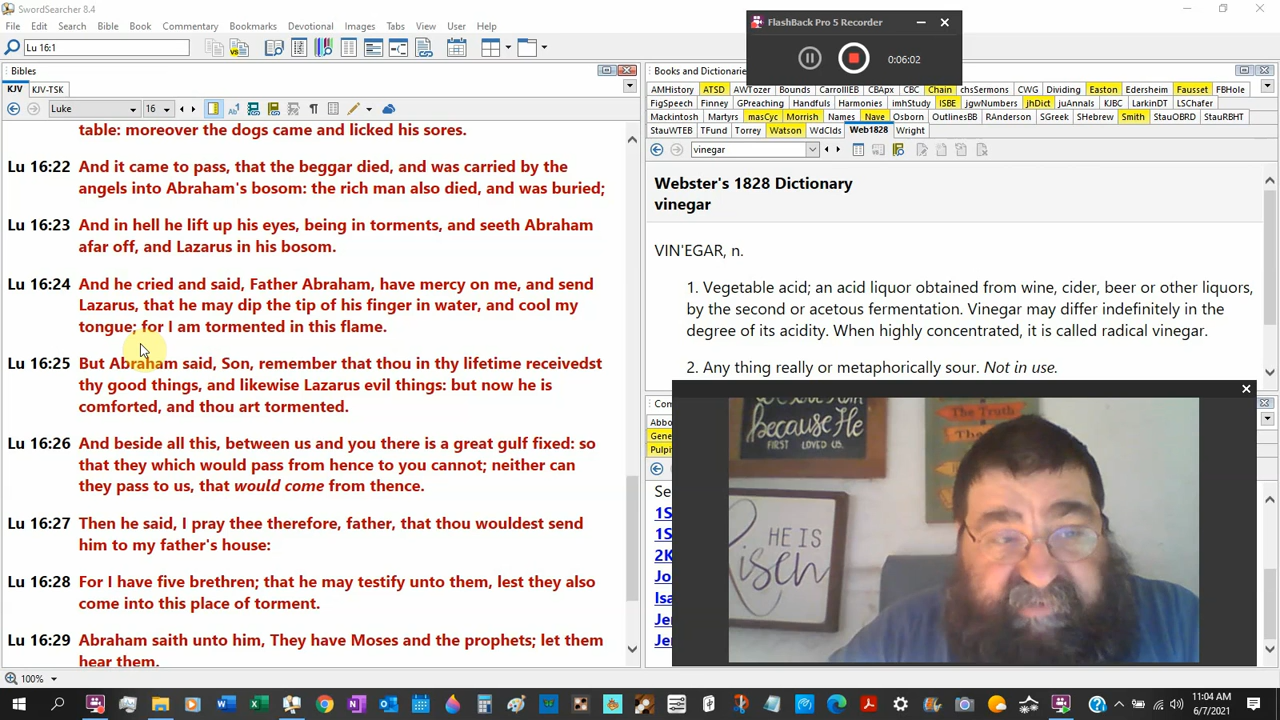 SwordSearcher
File Edit Search Bible Book Commentary Bookmarks Devotional Images Tabs View User Help
FlashBack Pro 5 Recorder
0:06:02
Lu 16:1
Bibles
KJV KJV-TSK
Luke 16
table: moreover the dogs came and licked his sores.
Lu 16:22 And it came to pass, that the beggar died, and was carried by the
angels into Abraham's bosom: the rich man also died, and was buried;
Lu 16:23 And in hell he lift up his eyes, being in torments, and seeth Abraham
afar off, and Lazarus in his bosom.
Lu 16:24 And he cried and said, Father Abraham, have mercy on me, and send
Lazarus, that he may dip the tip of his finger in water, and cool my
tongue; for I am tormented in this flame.
Lu 16:25 But Abraham said, Son, remember that thou in thy lifetime receivedst
thy good things, and likewise Lazarus evil things: but now he is
comforted, and thou art tormented.
Lu 16:26 And beside all this, between us and you there is a great gulf fixed: so
that they which would pass from hence to you cannot; neither can
they pass to us, that would come from thence.
Lu 16:27 Then he said, I pray thee therefore, father, that thou wouldest send
him to my father's house:
Lu 16:28 For I have five brethren; that he may testify unto them, lest they also
come into this place of torment.
Lu 16:29 Abraham saith unto him, They have Moses and the prophets; let them
hear them.
100%
Books and Dictionaries
AMHistory ATSD AWTozer Bounds CarrollIEB CBApx CBC Chain chsSermons CWG Dividing Easton Edersheim Fausset FBHole
FigSpeech Finney GPreaching Handfuls Harmonies imhStudy ISBE jgwNumbers jhDict juAnnals KJBC LarkinDT LSChafer
Mackintosh Martyrs masCyc Morrish Names Nave Osborn OutlinesBB RAnderson SGreek SHebrew Smith StauOBRD StauRBHT
StauWTEB TFund Torrey Watson WdClds Web1828 Wright
vinegar
Webster's 1828 Dictionary
vinegar
VIN'EGAR, n.
1. Vegetable acid; an acid liquor obtained from wine, cider, beer or other liquors,
by the second or acetous fermentation. Vinegar may differ indefinitely in the
degree of its acidity. When highly concentrated, it is called radical vinegar.
2. Any thing really or metaphorically sour. Not in use.
Com
Abbo
Gene
Pulpi
Se
1S
1S
2K
Jo
Isa
Je
Je
because He
FIRST LOVED US.
The Truth
HE IS
Risen
11:04 AM
6/7/2021